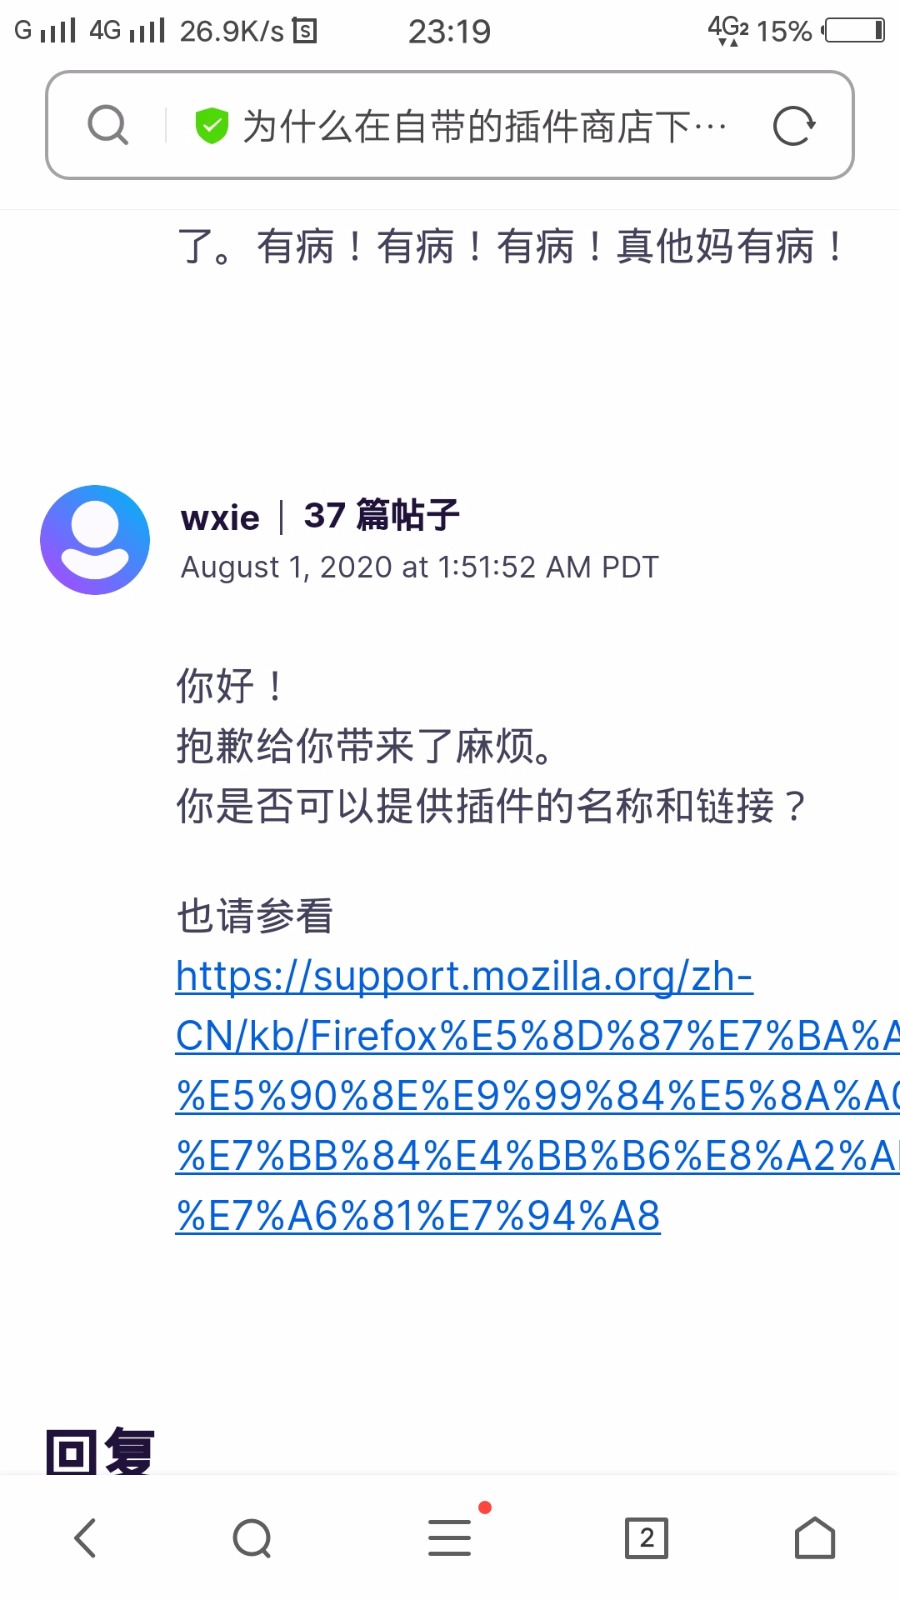 G 4G 26.9K/s S 23:19 4G2 15%
为什么在自带的插件商店下…
了。有病！有病！有病！真他妈有病！
wxie | 37 篇帖子
August 1, 2020 at 1:51:52 AM PDT
你好！
抱歉给你带来了麻烦。
你是否可以提供插件的名称和链接？
也请参看
https://support.mozilla.org/zh-
CN/kb/Firefox%E5%8D%87%E7%BA%A
%E5%90%8E%E9%99%84%E5%8A%A0
%E7%BB%84%E4%BB%B6%E8%A2%A
%E7%A6%81%E7%94%A8
回复
2